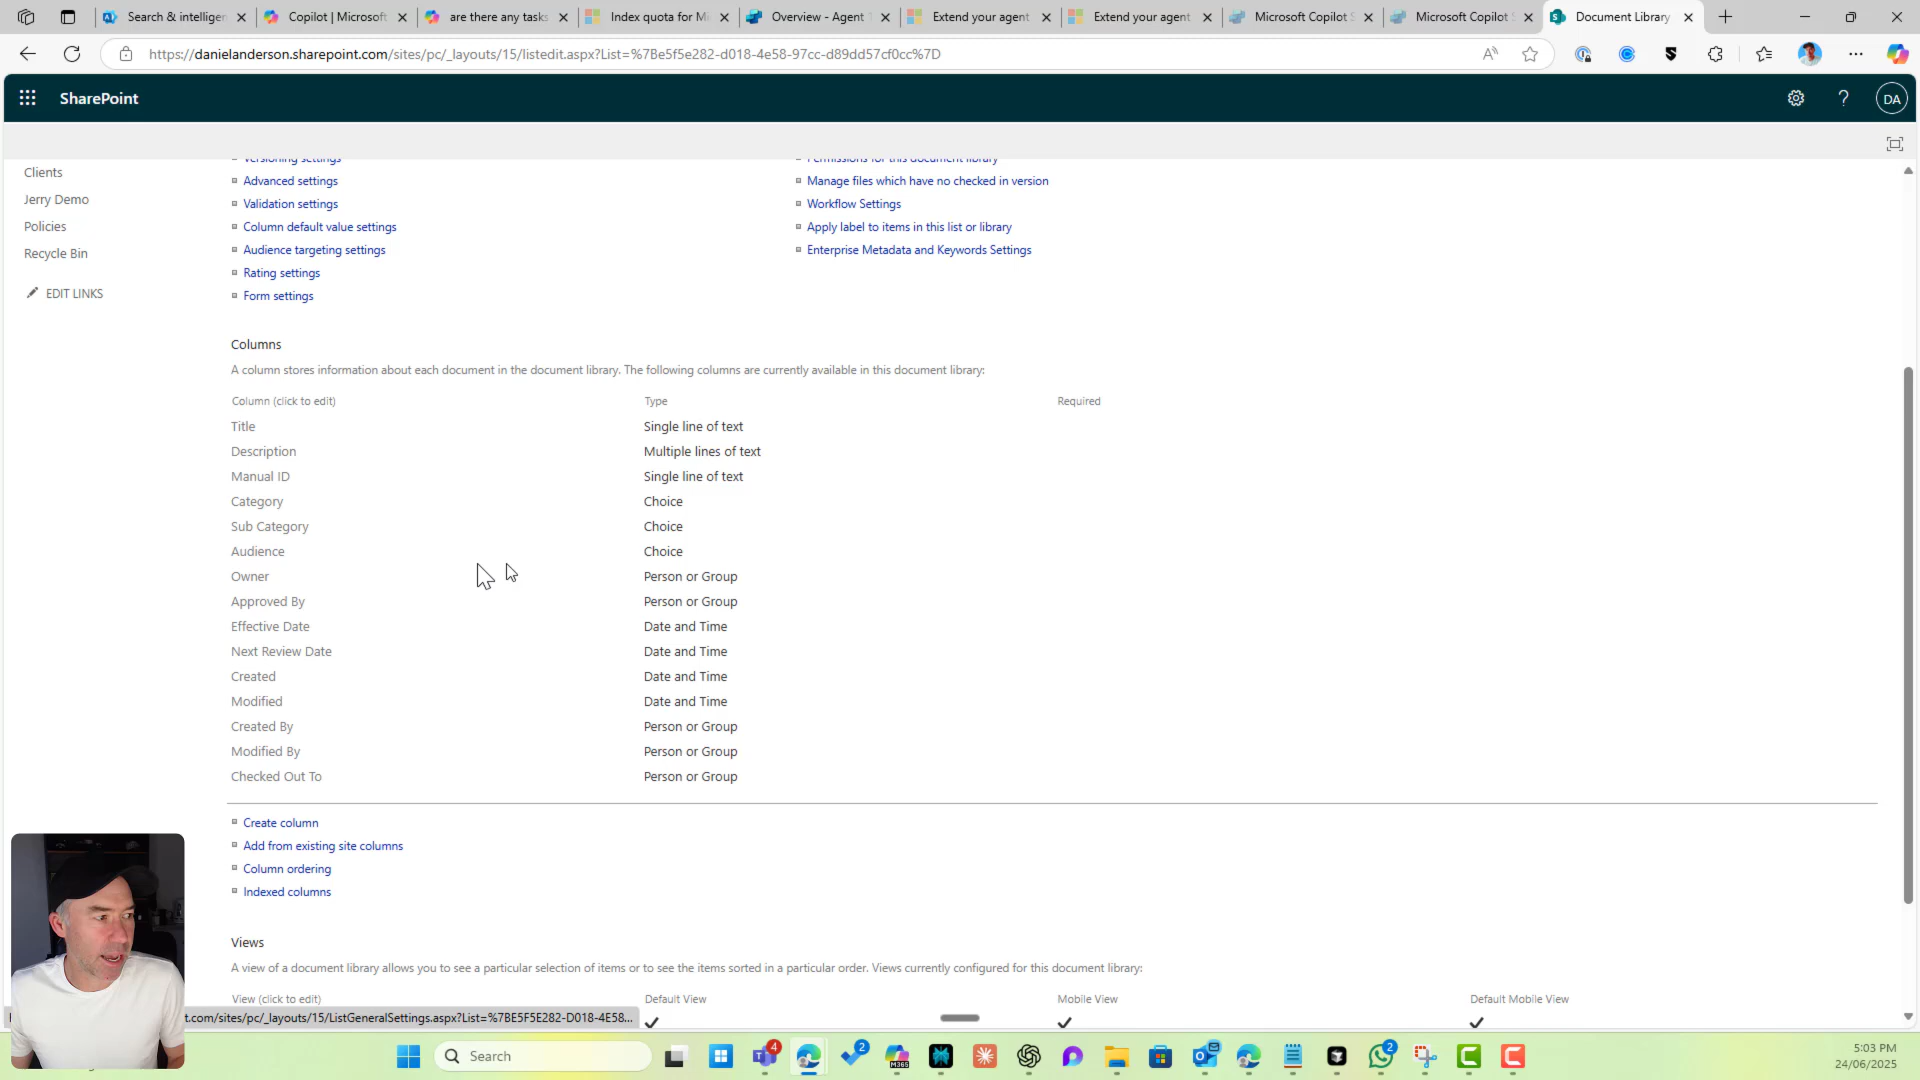 Search & intelligen
Copilot | Microsoft
are there any tasks
Index quota for Mi
Overview - Agent
Extend your agent
Extend your agent
Microsoft Copilot S
Microsoft Copilot
Document Library
https://danielanderson.sharepoint.com/sites/pc/_layouts/15/listedit.aspx?List=%7Be5f5e282-d018-4e58-97cc-d89dd57cf0cc%7D
SharePoint
DA
Clients
Jerry Demo
Policies
Recycle Bin
EDIT LINKS
Versioning settings
Advanced settings
Validation settings
Column default value settings
Audience targeting settings
Rating settings
Form settings
Permissions for this document library
Manage files which have no checked in version
Workflow Settings
Apply label to items in this list or library
Enterprise Metadata and Keywords Settings
Columns
A column stores information about each document in the document library. The following columns are currently available in this document library:
Column (click to edit) Type Required
Title Single line of text
Description Multiple lines of text
Manual ID Single line of text
Category Choice
Sub Category Choice
Audience Choice
Owner Person or Group
Approved By Person or Group
Effective Date Date and Time
Next Review Date Date and Time
Created Date and Time
Modified Date and Time
Created By Person or Group
Modified By Person or Group
Checked Out To Person or Group
Create column
Add from existing site columns
Column ordering
Indexed columns
Views
A view of a document library allows you to see a particular selection of items or to see the items sorted in a particular order. Views currently configured for this document library:
View (click to edit) Default View Mobile View Default Mobile View
t.com/sites/pc/_layouts/15/ListGeneralSettings.aspx?List=%7BE5F5E282-D018-4E58...
Search
4
2
M365
2
5:03 PM
24/06/2025